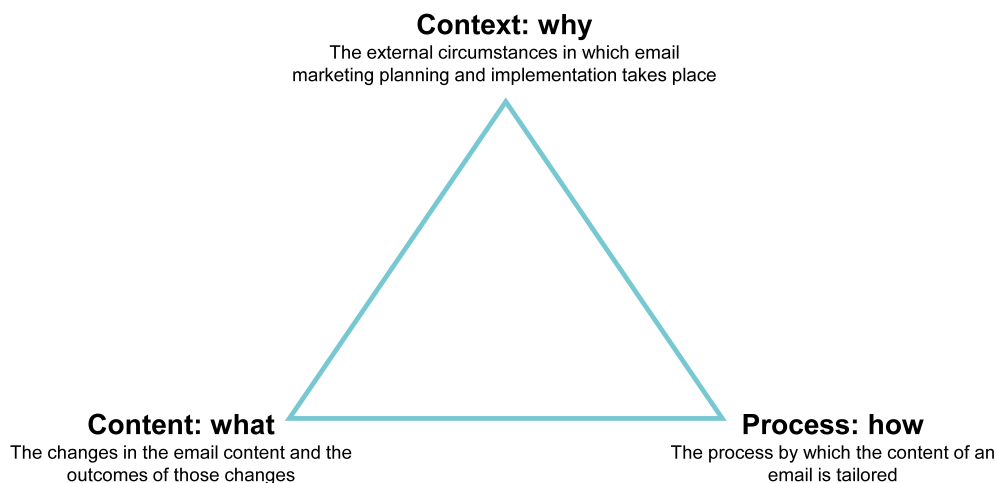 Context: why
The external circumstances in which email
marketing planning and implementation takes place
Content: what
The changes in the email content and the
outcomes of those changes
Process: how
The process by which the content of an
email is tailored